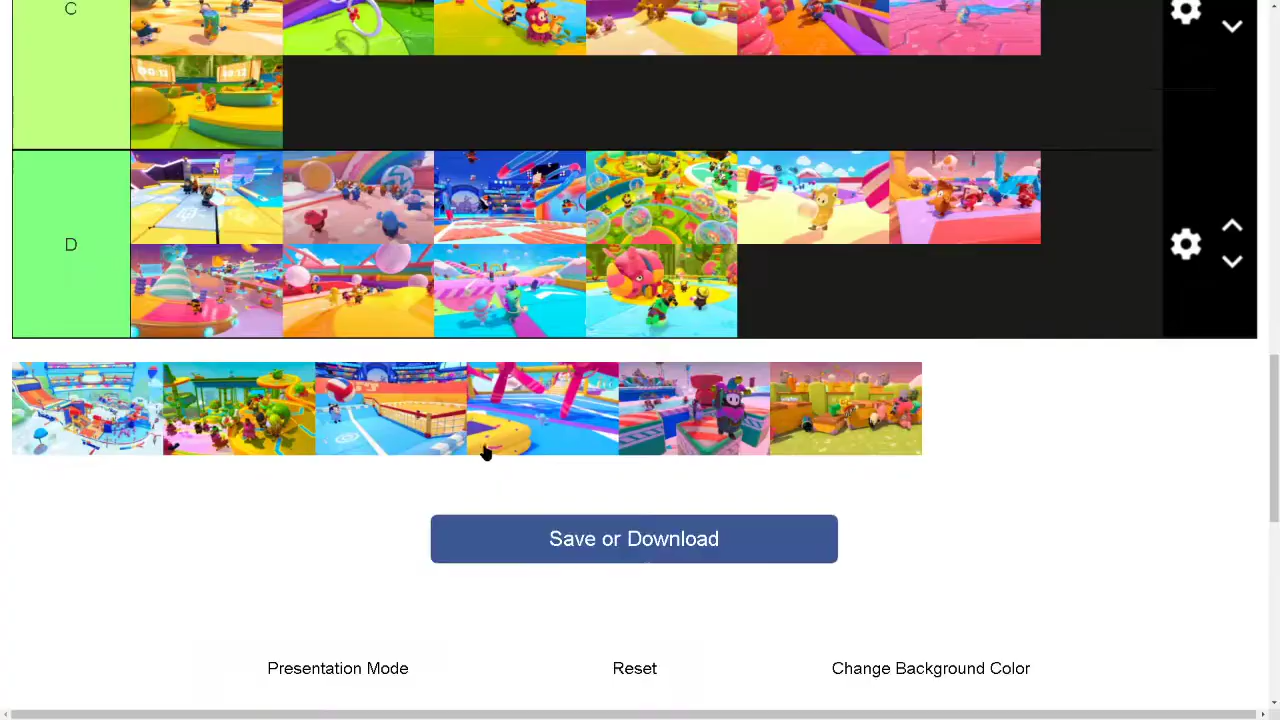 C
D
Save or Download
Presentation Mode
Reset
Change Background Color